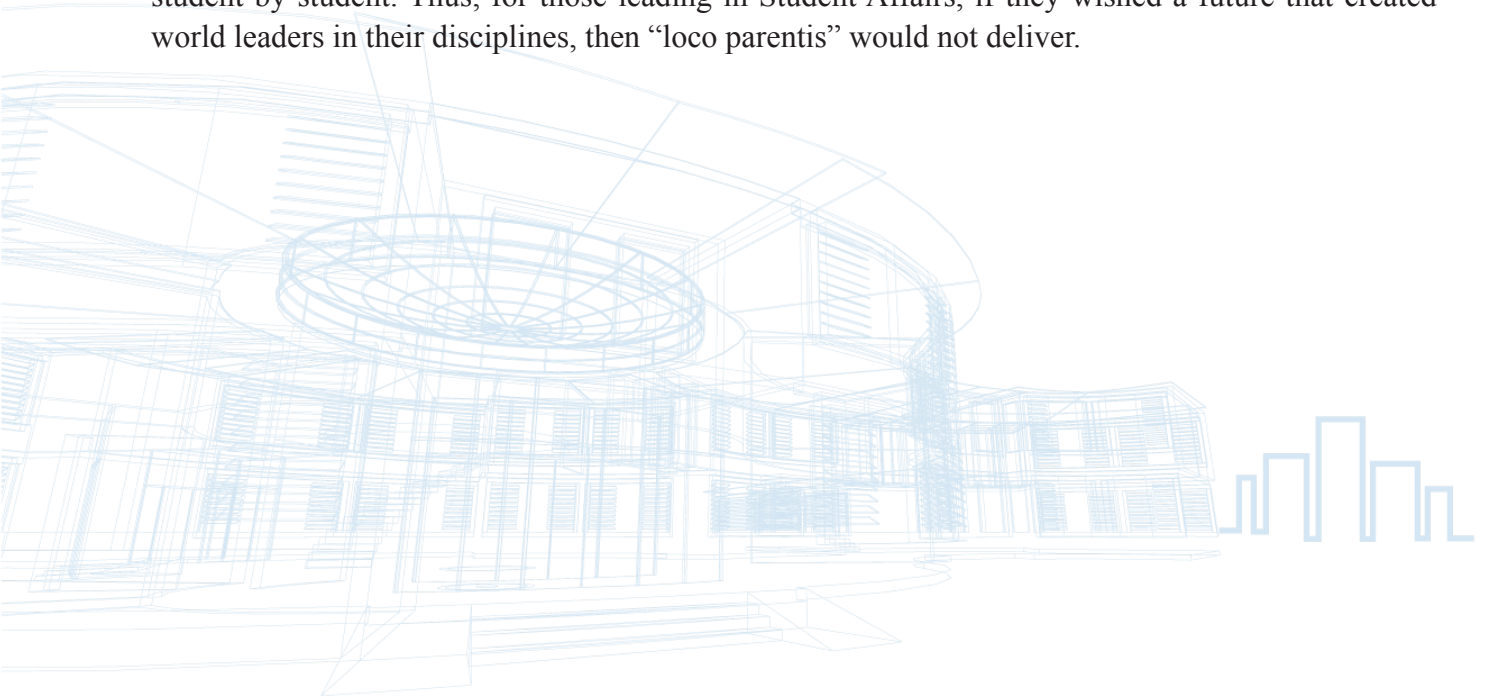 student by student. Thus, for those leading in Student Affairs, if they wished a future that created
world leaders in their disciplines, then “loco parentis” would not deliver.